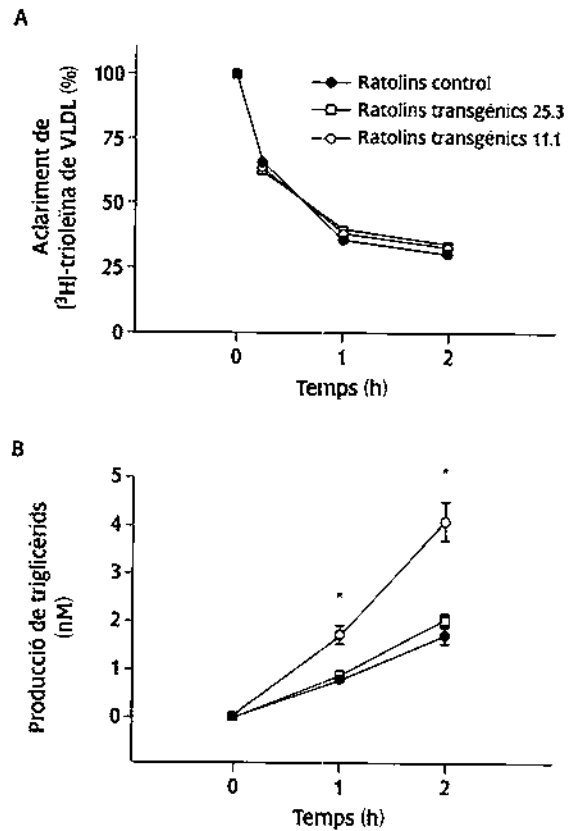 A
Aclariment de
[³H]-trioleïna de VLDL (%)
100
75
50
25
0
Ratolins control
Ratolins transgènics 25.3
Ratolins transgènics 11.1
0 1 2
Temps (h)
B
Producció de triglicèrids
(nM)
5
4
3
2
1
0
*
*
0 1 2
Temps (h)